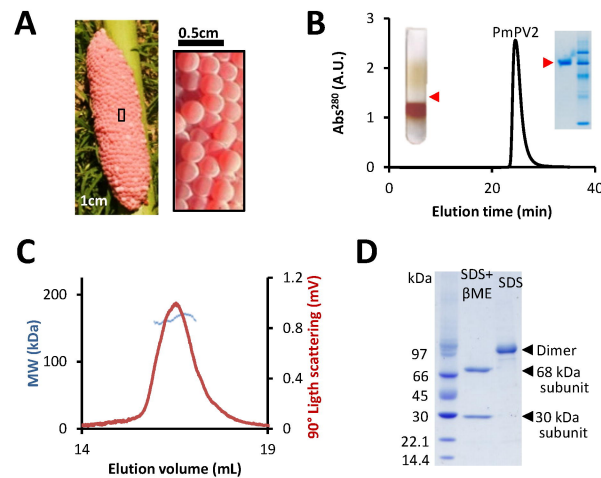 A
0.5cm
1cm
B
PmPV2
Abs²⁸⁰ (A.U.)
3
2
1
0
0
20
40
Elution time (min)
C
MW (kDa)
200
100
0
1.2
0.8
0.4
0
90° Ligth scattering (mV)
14
19
Elution volume (mL)
D
kDa
SDS+
βME
SDS
97
66
45
30
22.1
14.4
Dimer
68 kDa
subunit
30 kDa
subunit